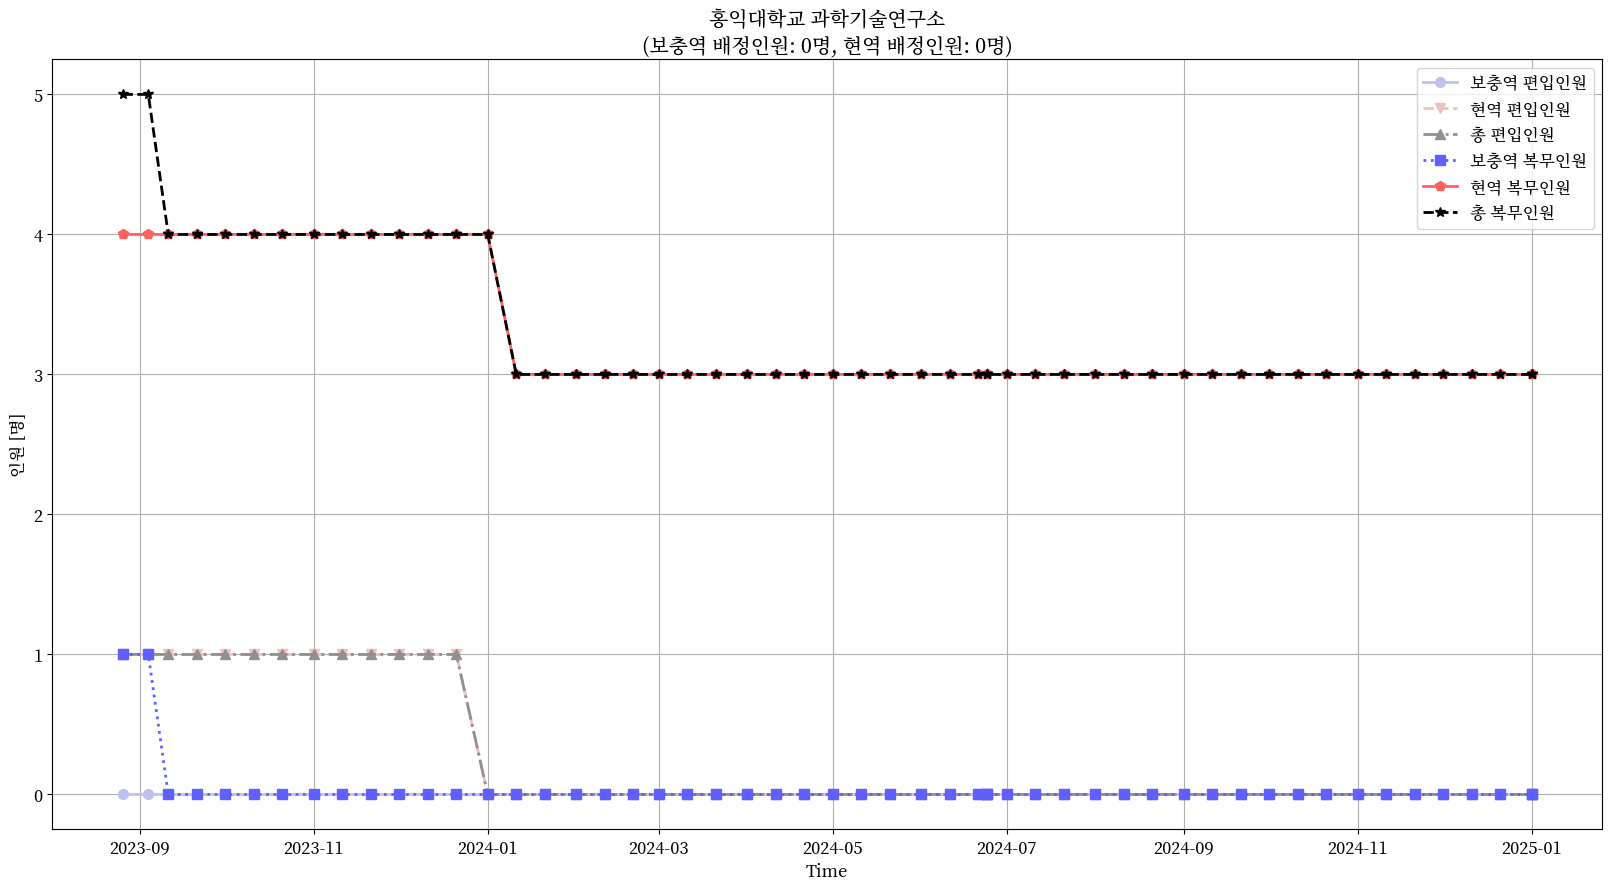 홍익대학교 과학기술연구소
(보충역 배정인원: 0명, 현역 배정인원: 0명)
보충역 편입인원
현역 편입인원
총 편입인원
보충역 복무인원
현역 복무인원
총 복무인원
인원 [명]
5
4
3
2
1
0
2023-09
2023-11
2024-01
2024-03
2024-05
2024-07
2024-09
2024-11
2025-01
Time